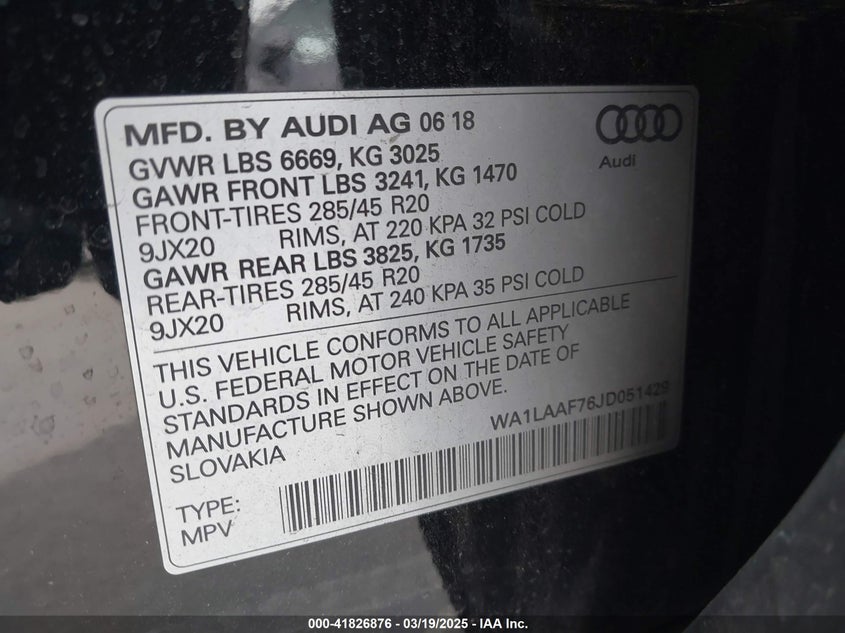 MFD. BY AUDI AG 06 18
Audi
GVWR LBS 6669, KG 3025
GAWR FRONT LBS 3241, KG 1470
FRONT-TIRES 285/45 R20
9JX20 RIMS, AT 220 KPA 32 PSI COLD
GAWR REAR LBS 3825, KG 1735
REAR-TIRES 285/45 R20
9JX20 RIMS, AT 240 KPA 35 PSI COLD
THIS VEHICLE CONFORMS TO ALL APPLICABLE
U.S. FEDERAL MOTOR VEHICLE SAFETY
STANDARDS IN EFFECT ON THE DATE OF
MANUFACTURE SHOWN ABOVE.
SLOVAKIA
WA1LAAF76JD051429
TYPE:
MPV
000-41826876 - 03/19/2025 - IAA Inc.